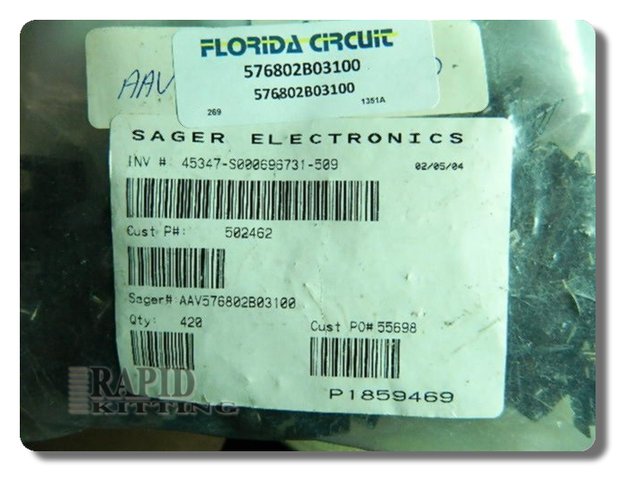 FLORIDA CIRCUIT
576802B03100
576802B03100
269 1351A
AAV
SAGER ELECTRONICS
INV #: 45347-S000696731-509 02/05/04
Cust P#: 502462
Sager# AAV576802B03100
Qty: 420 Cust PO# 55698
P1859469
RAPID
KITTING